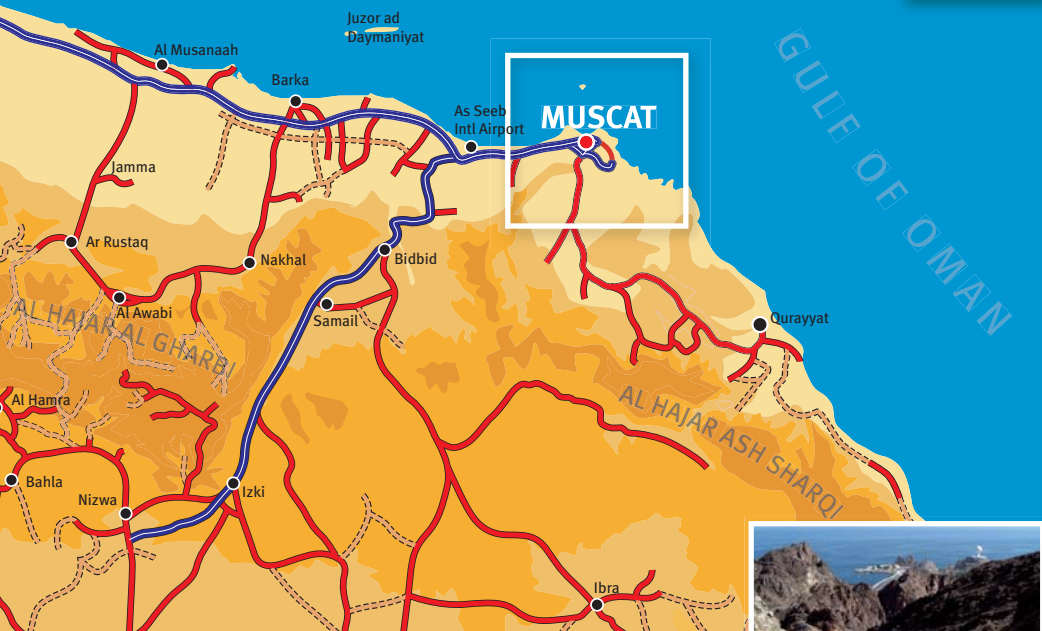 Juzor ad
Daymaniyat
Al Musanaah
Barka
As Seeb
Intl Airport
MUSCAT
GULF OF OMAN
Jamma
Ar Rustaq
Nakhal
Bidbid
Al Awabi
Samail
Qurayyat
AL HAJAR AL GHARBI
AL HAJAR ASH SHARQI
Al Hamra
Bahla
Nizwa
Izki
Ibra